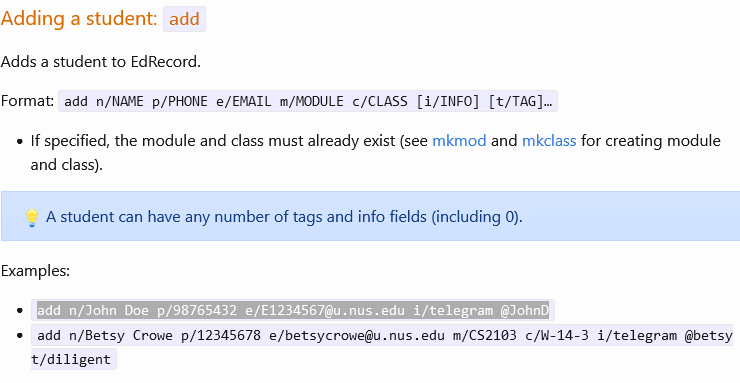 Adding a student: add
Adds a student to EdRecord.
Format: add n/NAME p/PHONE e/EMAIL m/MODULE c/CLASS [i/INFO] [t/TAG]…
If specified, the module and class must already exist (see mkmod and mkclass for creating module
and class).
A student can have any number of tags and info fields (including 0).
Examples:
add n/John Doe p/98765432 e/E1234567@u.nus.edu i/telegram @JohnD
add n/Betsy Crowe p/12345678 e/betsycrowe@u.nus.edu m/CS2103 c/W-14-3 i/telegram @betsy
t/diligent